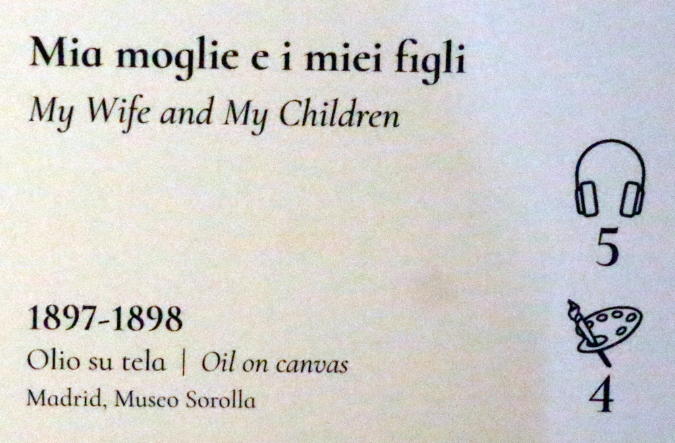 Mia moglie e i miei figli
My Wife and My Children
5
1897-1898
Olio su tela | Oil on canvas
Madrid, Museo Sorolla
4